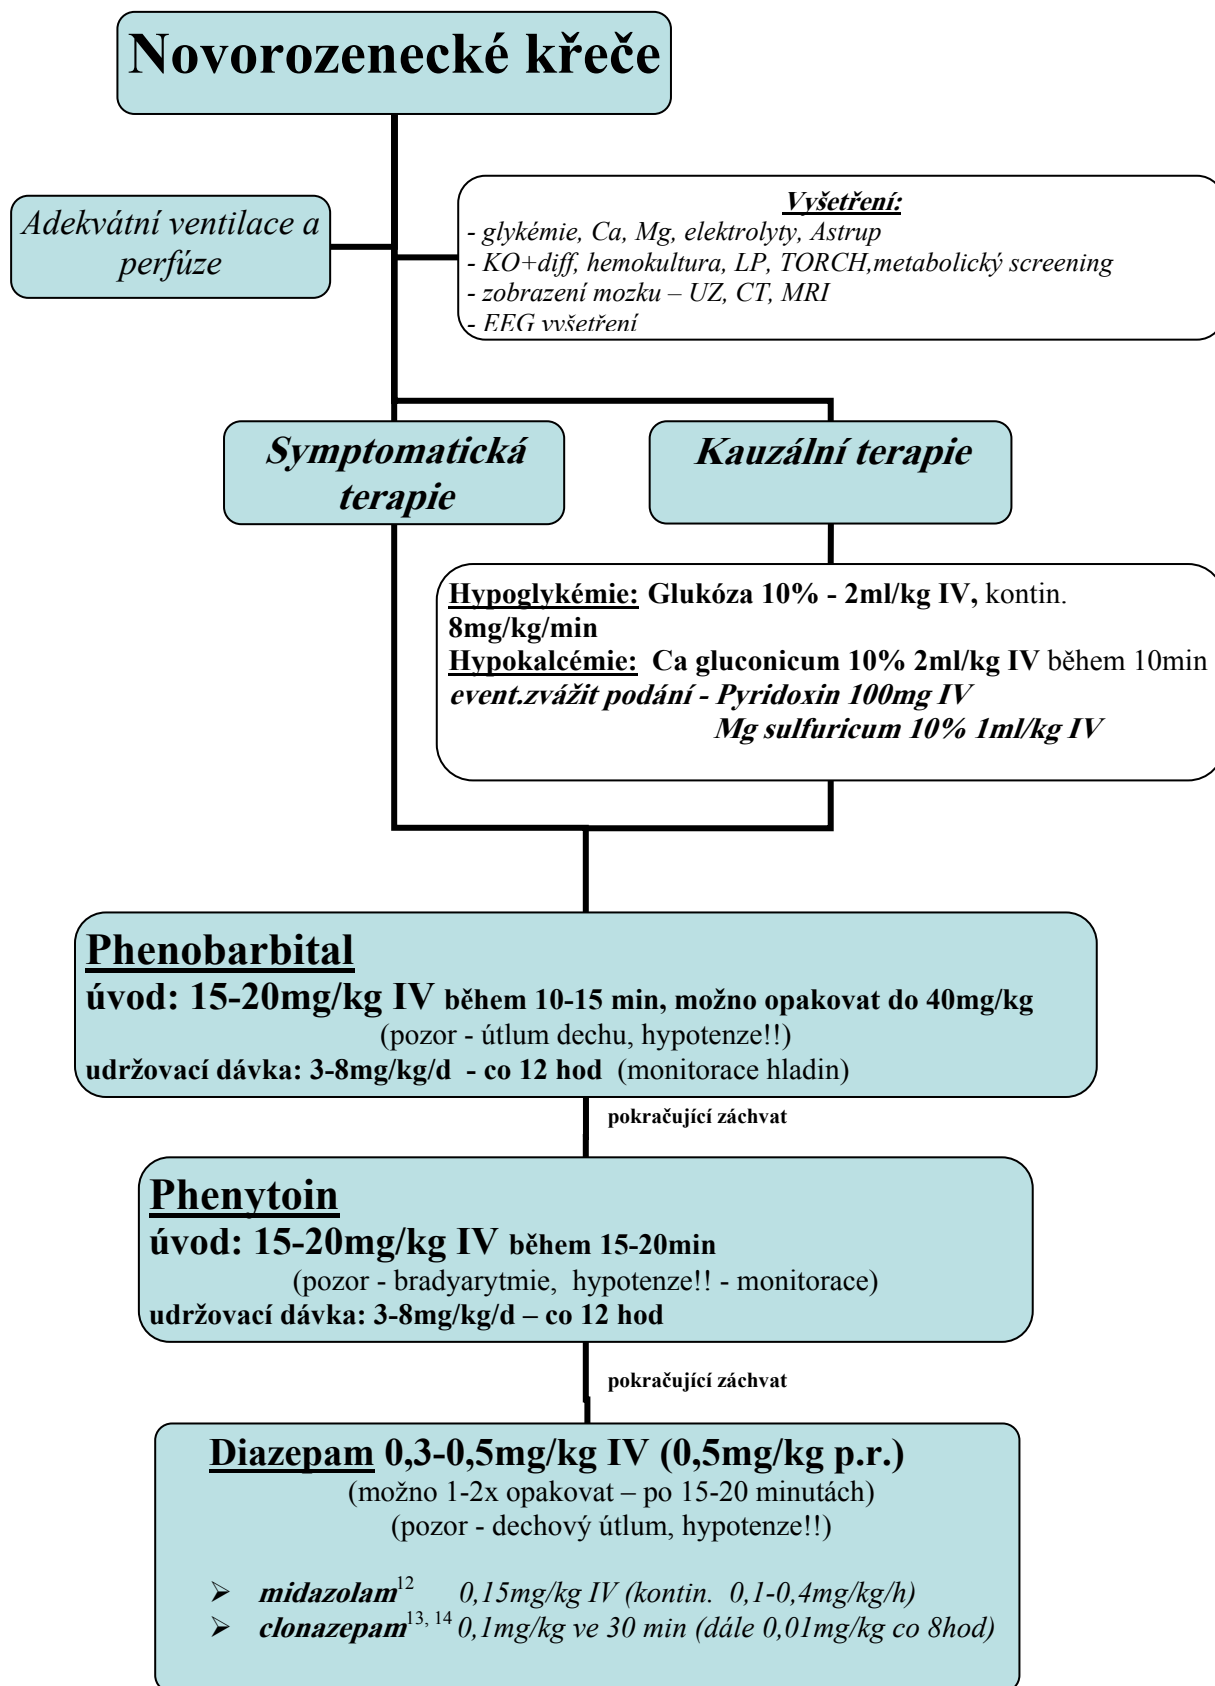 Novorozenecké křeče
Adekvátní ventilace a
perfúze
Vyšetření:
- glykémie, Ca, Mg, elektrolyty, Astrup
- KO+diff, hemokultura, LP, TORCH,metabolický screening
- zobrazení mozku – UZ, CT, MRI
- EEG vyšetření
Symptomatická
terapie
Kauzální terapie
Hypoglykémie: Glukóza 10% - 2ml/kg IV, kontin.
8mg/kg/min
Hypokalcémie: Ca gluconicum 10% 2ml/kg IV během 10min
event.zvážit podání - Pyridoxin 100mg IV
Mg sulfuricum 10% 1ml/kg IV
Phenobarbital
úvod: 15-20mg/kg IV během 10-15 min, možno opakovat do 40mg/kg
(pozor - útlum dechu, hypotenze!!)
udržovací dávka: 3-8mg/kg/d - co 12 hod (monitorace hladin)
pokračující záchvat
Phenytoin
úvod: 15-20mg/kg IV během 15-20min
(pozor - bradyarytmie, hypotenze!! - monitorace)
udržovací dávka: 3-8mg/kg/d – co 12 hod
pokračující záchvat
Diazepam 0,3-0,5mg/kg IV (0,5mg/kg p.r.)
(možno 1-2x opakovat – po 15-20 minutách)
(pozor - dechový útlum, hypotenze!!)
➢ midazolam12 0,15mg/kg IV (kontin. 0,1-0,4mg/kg/h)
➢ clonazepam13, 14 0,1mg/kg ve 30 min (dále 0,01mg/kg co 8hod)